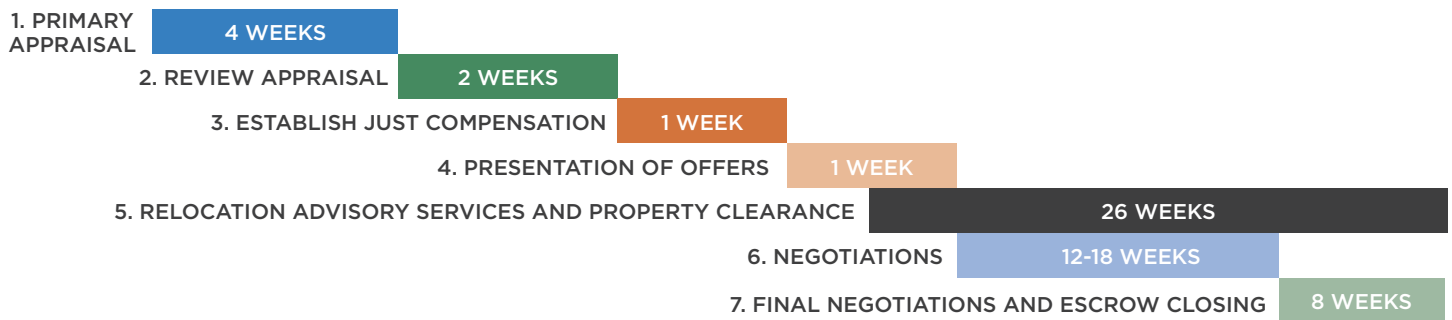 1. PRIMARY
APPRAISAL
4 WEEKS
2. REVIEW APPRAISAL
2 WEEKS
3. ESTABLISH JUST COMPENSATION
1 WEEK
4. PRESENTATION OF OFFERS
1 WEEK
5. RELOCATION ADVISORY SERVICES AND PROPERTY CLEARANCE
26 WEEKS
6. NEGOTIATIONS
12-18 WEEKS
7. FINAL NEGOTIATIONS AND ESCROW CLOSING
8 WEEKS